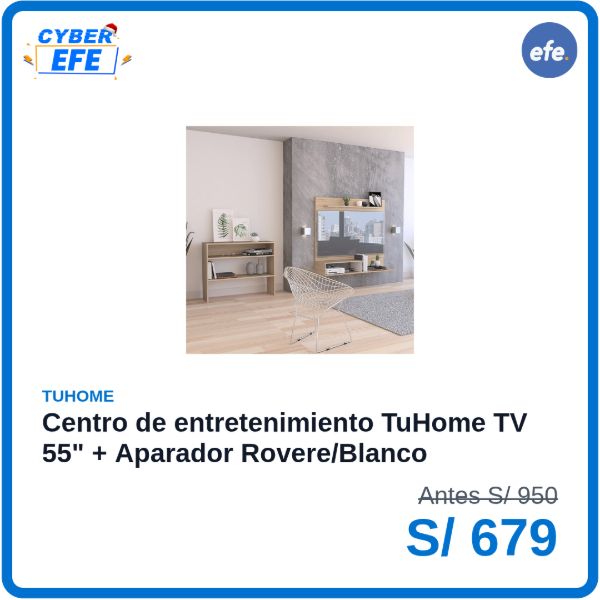 CYBER
EFE
efe.
TUHOME
Centro de entretenimiento TuHome TV
55" + Aparador Rovere/Blanco
Antes S/ 950
S/ 679